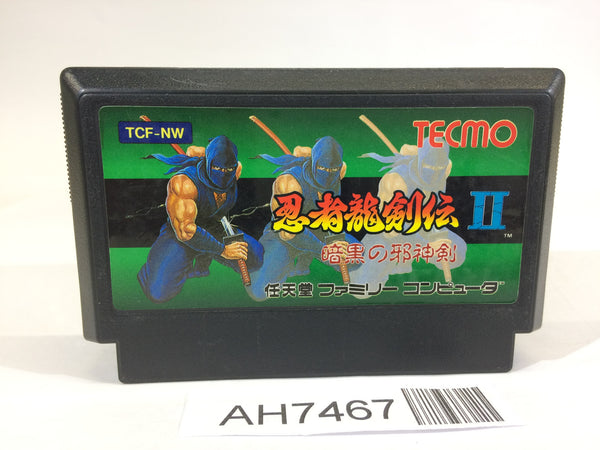 TCF-NW
TECMO
忍者龍剣伝 II
TM
暗黒の邪神剣
任天堂 ファミリー コンピュータ
AH7467